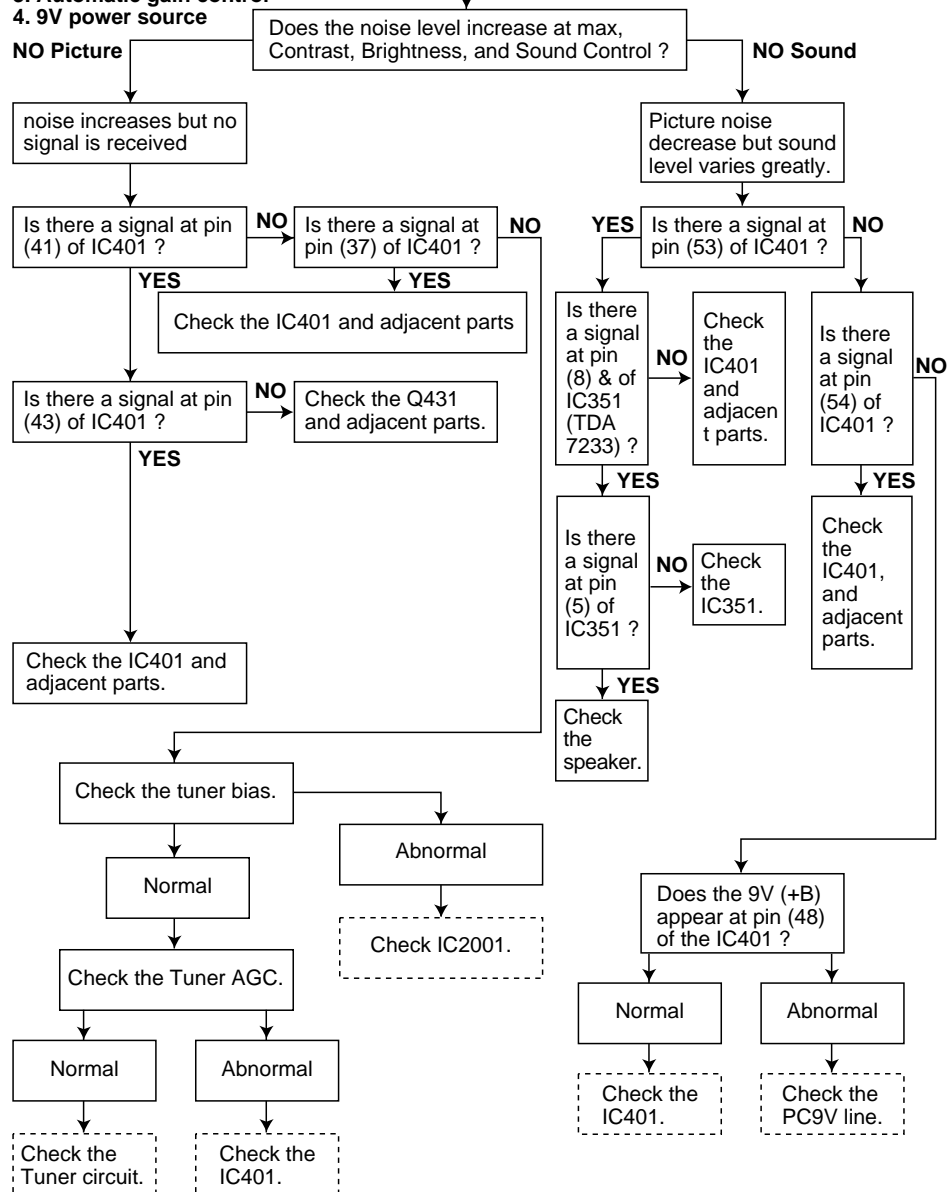 3. Automatic gain control
4. 9V power source
Does the noise level increase at max,
Contrast, Brightness, and Sound Control ?
NO Picture
NO Sound
noise increases but no
signal is received
Picture noise
decrease but sound
level varies greatly.
Is there a signal at pin
(41) of IC401 ?
NO
Is there a signal at
pin (37) of IC401 ?
NO
YES
Is there a signal at
pin (53) of IC401 ?
NO
YES
YES
Check the IC401 and adjacent parts
Is there
a signal
at pin
(8) & of
IC351
(TDA
7233) ?
NO
Check
the
IC401
and
adjacen
t parts.
Is there
a signal
at pin
(54) of
IC401 ?
NO
Is there a signal at pin
(43) of IC401 ?
NO
Check the Q431
and adjacent parts.
YES
YES
YES
Is there
a signal
at pin
(5) of
IC351 ?
NO
Check
the
IC351.
Check
the
IC401,
and
adjacent
parts.
Check the IC401 and
adjacent parts.
YES
Check
the
speaker.
Check the tuner bias.
Normal
Abnormal
Check IC2001.
Check the Tuner AGC.
Normal
Abnormal
Check the
Tuner circuit.
Check the
IC401.
Does the 9V (+B)
appear at pin (48)
of the IC401 ?
Normal
Abnormal
Check the
IC401.
Check the
PC9V line.